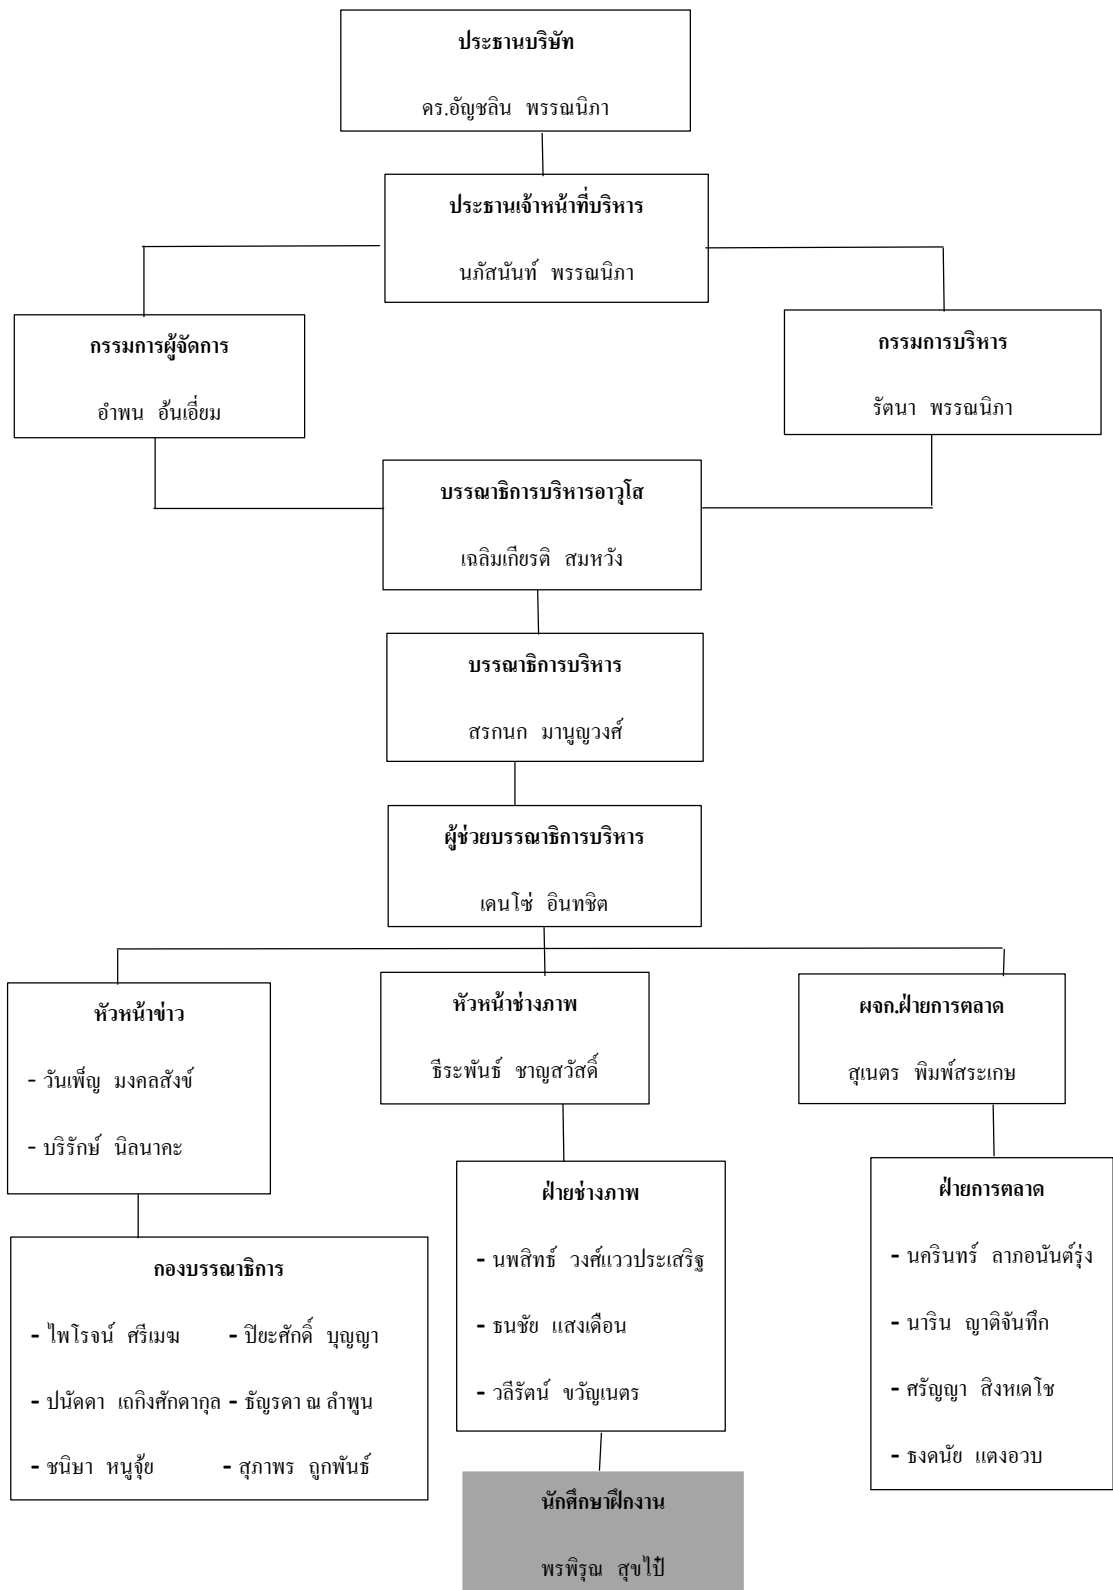 ประธานบริษัท
ดร.อัญชลิน พรรณนิภา
ประธานเจ้าหน้าที่บริหาร
นภัสนันท์ พรรณนิภา
กรรมการผู้จัดการ
อำพน อ้นเอี่ยม
กรรมการบริหาร
รัตนา พรรณนิภา
บรรณาธิการบริหารอาวุโส
เฉลิมเกียรติ สมหวัง
บรรณาธิการบริหาร
สรกนก มานูญวงศ์
ผู้ช่วยบรรณาธิการบริหาร
เดนโซ่ อินทชิต
หัวหน้าข่าว
- วันเพ็ญ มงคลสังข์
- บริรักษ์ นิลนาคะ
หัวหน้าช่างภาพ
ธีระพันธ์ ชาญสวัสดิ์
ผจก.ฝ่ายการตลาด
สุเนตร พิมพ์สระเกษ
กองบรรณาธิการ
- ไพโรจน์ ศรีเมฆ - ปิยะศักดิ์ บุญญา
- ปนัดดา เถกิงศักดากุล - ธัญรดา ณ ลำพูน
- ชนิษา หนูจุ้ย - สุภาพร ถูกพันธ์
ฝ่ายช่างภาพ
- นพสิทธ์ วงศ์แววประเสริฐ
- ธนชัย แสงเดือน
- วลีรัตน์ ขวัญเนตร
ฝ่ายการตลาด
- นครินทร์ ลาภอนันต์รุ่ง
- นาริน ญาติจันทึก
- ศรัญญา สิงหเดโช
- ธงดนัย แตงอวบ
นักศึกษาฝึกงาน
พรพิรุณ สุขไป๋